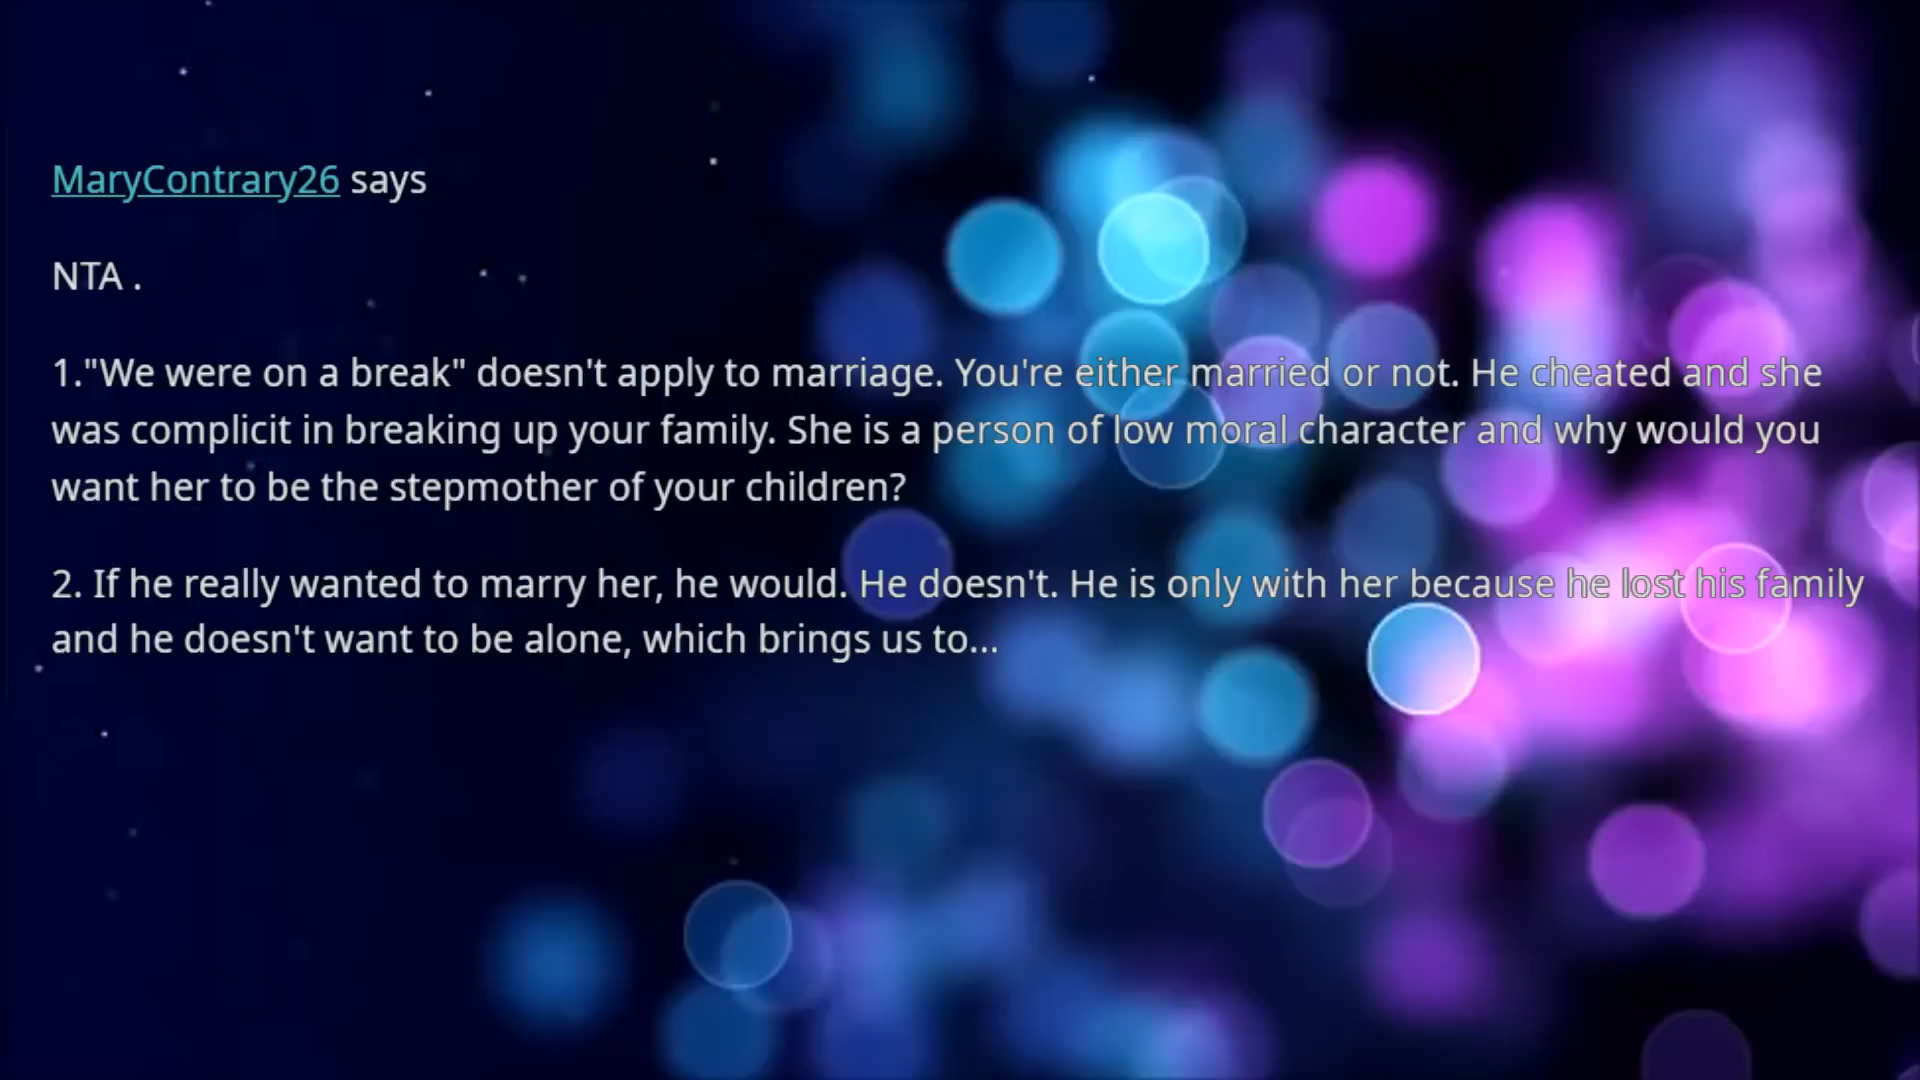 MaryContrary26 says
NTA .
1."We were on a break" doesn't apply to marriage. You're either married or not. He cheated and she
was complicit in breaking up your family. She is a person of low moral character and why would you
want her to be the stepmother of your children?
2. If he really wanted to marry her, he would. He doesn't. He is only with her because he lost his family
and he doesn't want to be alone, which brings us to...